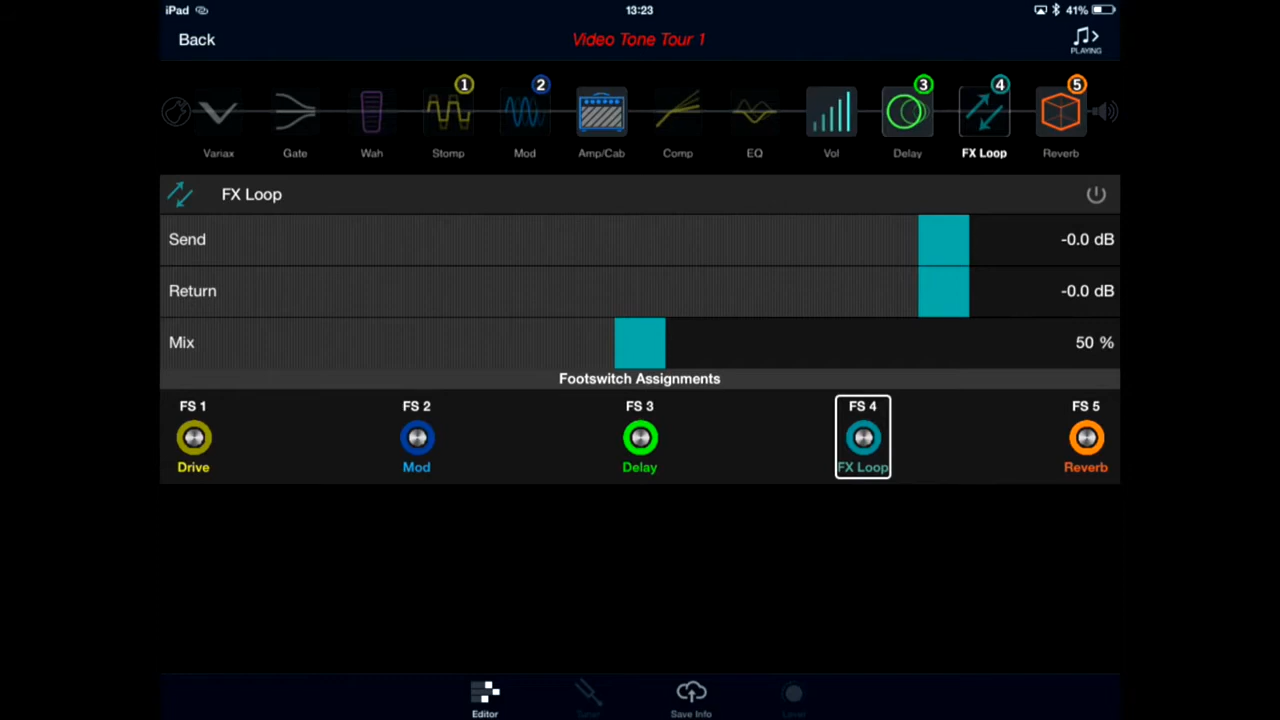 iPad 13:23 41%
Back Video Tone Tour 1 PLAYING
1 2 3 4 5
Variax Gate Wah Stomp Mod Amp/Cab Comp EQ Vol Delay FX Loop Reverb
FX Loop
Send -0.0 dB
Return -0.0 dB
Mix 50 %
Footswitch Assignments
FS 1 FS 2 FS 3 FS 4 FS 5
Drive Mod Delay FX Loop Reverb
Editor Tuner Save Info